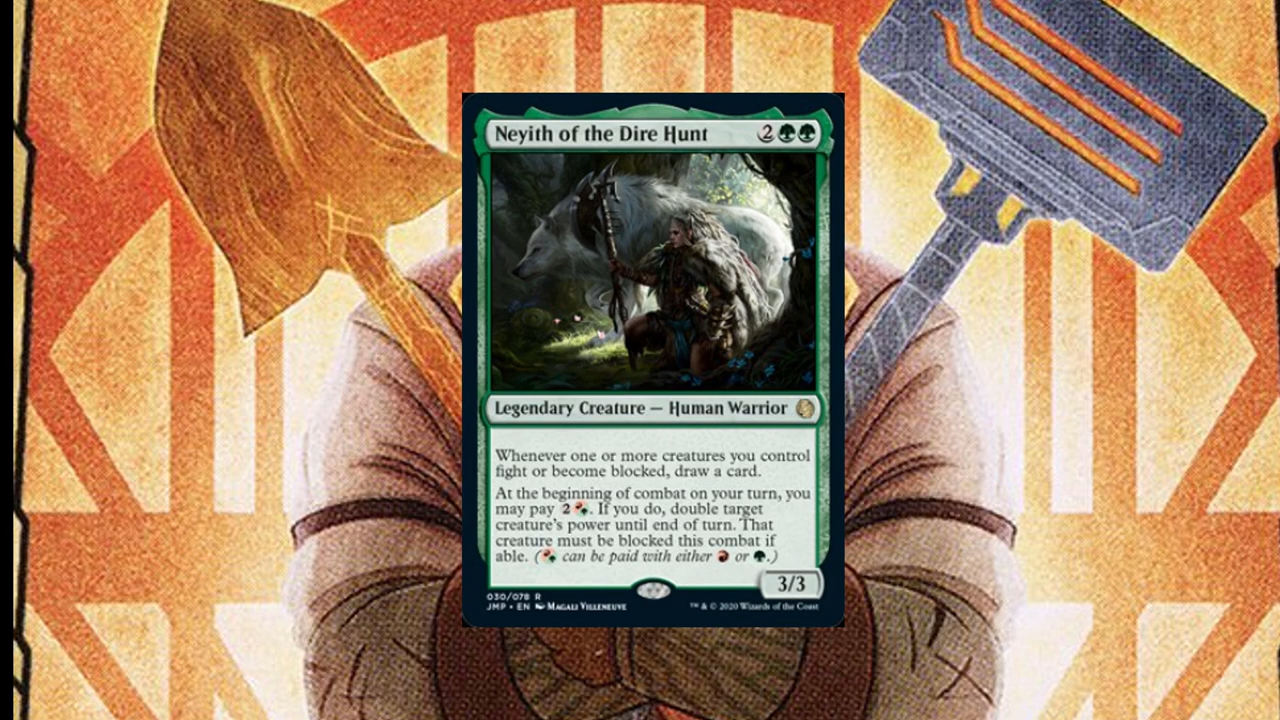 Neyith of the Dire Hunt 2
Legendary Creature — Human Warrior
Whenever one or more creatures you control
fight or become blocked, draw a card.
At the beginning of combat on your turn, you
may pay 2 . If you do, double target
creature's power until end of turn. That
creature must be blocked this combat if
able. ( can be paid with either or .)
3/3
030/078 R
JMP • EN MAGALI VILLENEUVE
™ & © 2020 Wizards of the Coast